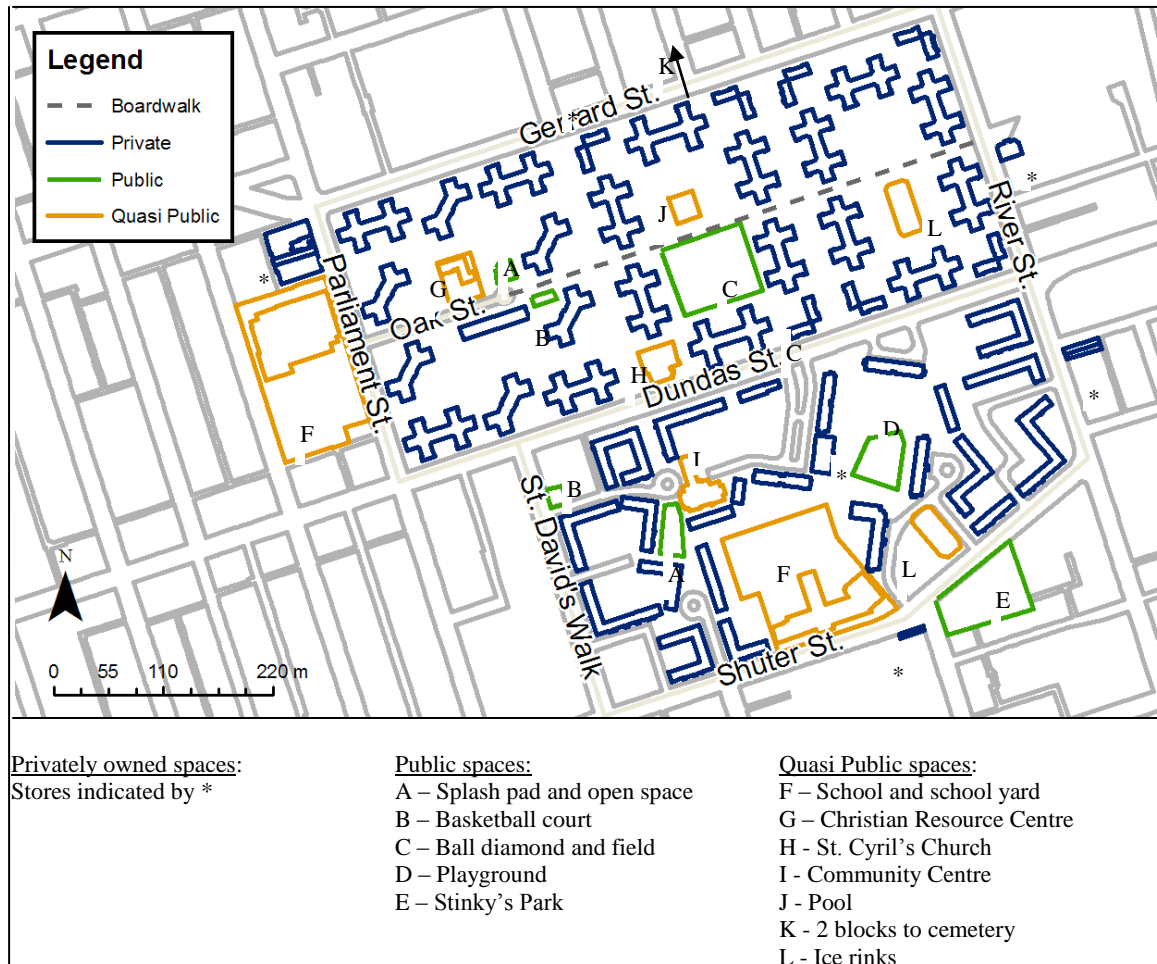 Legend
Boardwalk
Private
Public
Quasi Public
K
Gerrard St.
*
*
River St.
J
L
A
G
C
Oak St.
B
*
Parliament St.
H
Dundas St.
C
*
F
D
I
*
B
St. David's Walk
N
A
F
L
E
Shuter St.
*
0 55 110 220 m
Privately owned spaces:
Stores indicated by *
Public spaces:
A – Splash pad and open space
B – Basketball court
C – Ball diamond and field
D – Playground
E – Stinky's Park
Quasi Public spaces:
F – School and school yard
G – Christian Resource Centre
H - St. Cyril's Church
I - Community Centre
J - Pool
K - 2 blocks to cemetery
L - Ice rinks